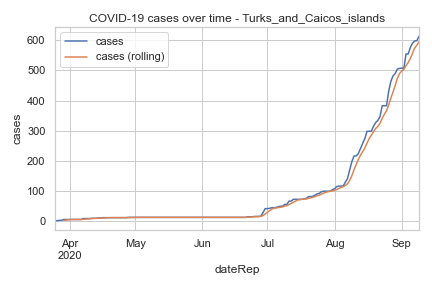 COVID-19 cases over time - Turks_and_Caicos_islands
cases
cases (rolling)
600
500
400
300
200
100
0
cases
Apr May Jun Jul Aug Sep
2020
dateRep